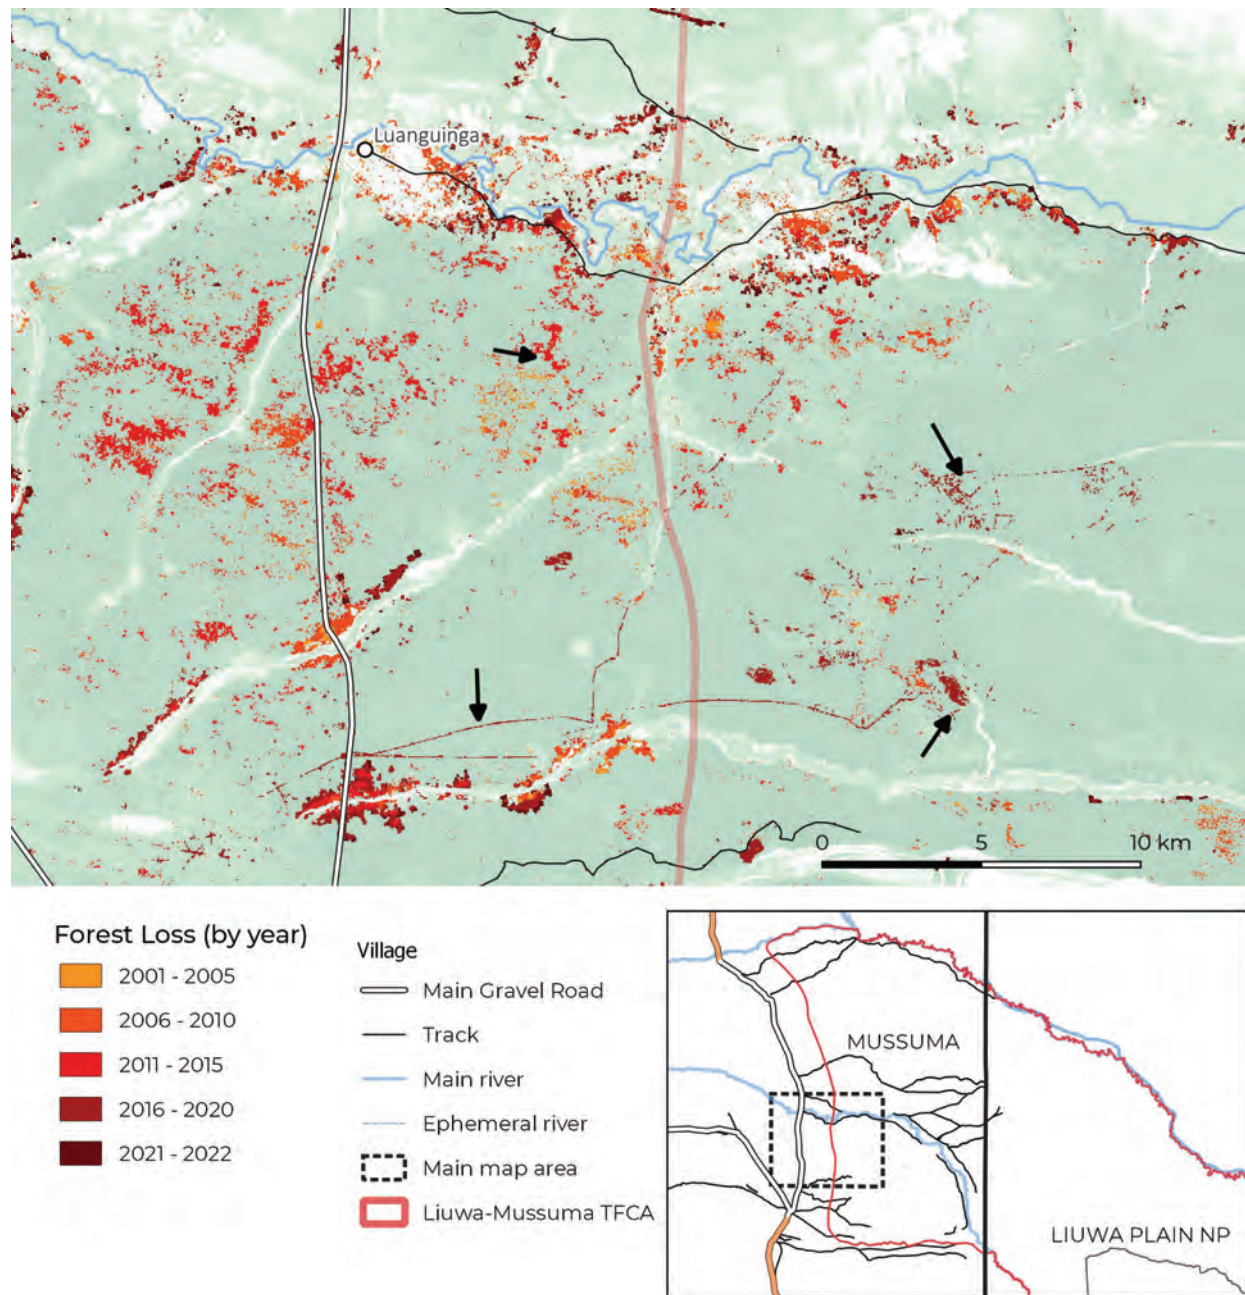 Luanguinga
0 5 10 km
Forest Loss (by year)
2001 - 2005
2006 - 2010
2011 - 2015
2016 - 2020
2021 - 2022
Village
Main Gravel Road
Track
Main river
Ephemeral river
Main map area
Liuwa-Mussuma TFCA
MUSSUMA
LIUWA PLAIN NP